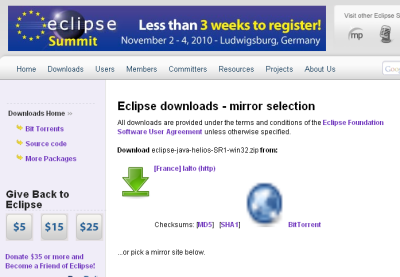 eclipse
Summit
Less than 3 weeks to register!
November 2 - 4, 2010 - Ludwigsburg, Germany
Visit other Eclipse S
mp
Home Downloads Users Members Committers Resources Projects About Us
Downloads Home »
Bit Torrents
Source code
More Packages
Give Back to
Eclipse
$5 $15 $25
Donate $35 or more and
Become a Friend of Eclipse!
Eclipse downloads - mirror selection
All downloads are provided under the terms and conditions of the Eclipse Foundation
Software User Agreement unless otherwise specified.
Download eclipse-java-helios-SR1-win32.zip from:
[France] Ialto (http)
Checksums: [MD5] [SHA1] BitTorrent
...or pick a mirror site below.